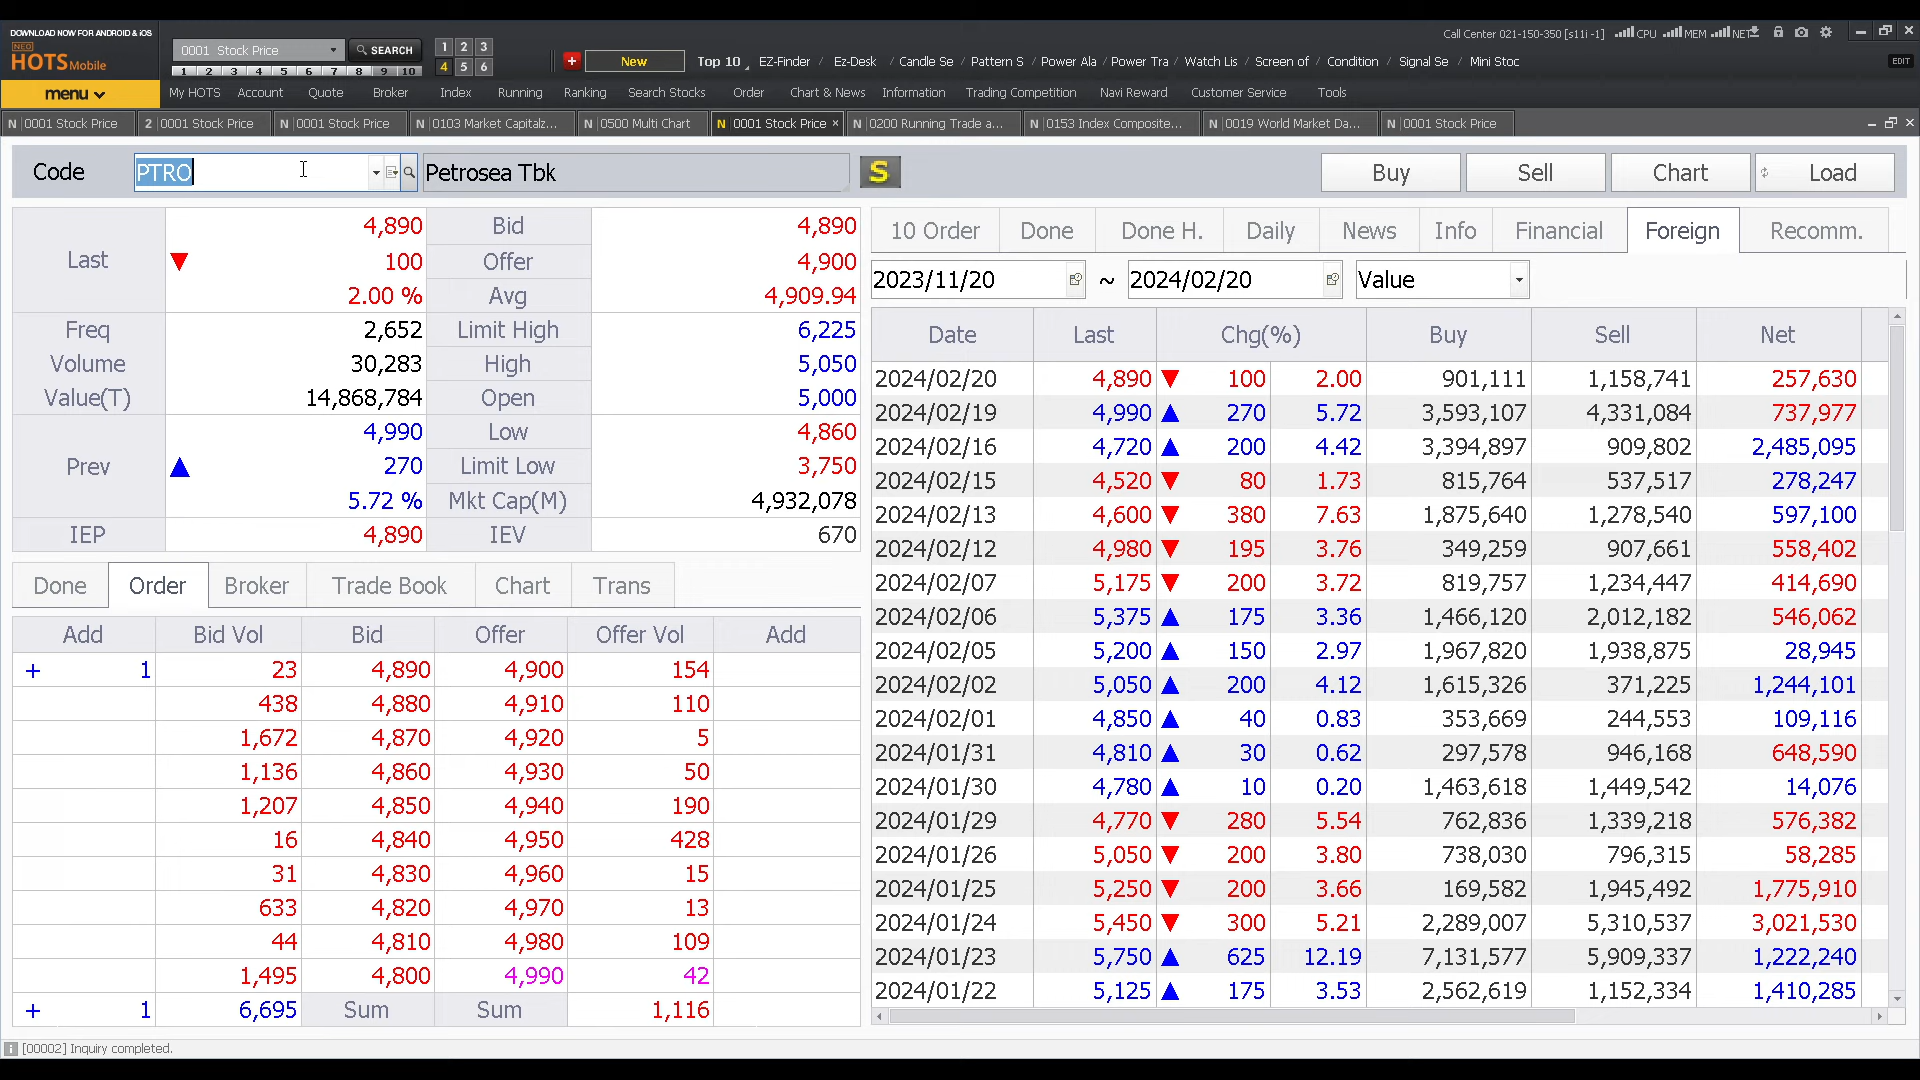 DOWNLOAD NOW FOR ANDROID & iOS
NEO
HOTS Mobile
0001 Stock Price
SEARCH
1 2 3 4 5 6 7 8 9 10
1 2 3
4 5 6
New
Top 10 EZ-Finder / Ez-Desk / Candle Se / Pattern S / Power Ala / Power Tra / Watch Lis / Screen of / Condition / Signal Se / Mini Stoc
Call Center 021-150-350 [s11i -1] CPU MEM NET
EDIT
menu
My HOTS Account Quote Broker Index Running Ranking Search Stocks Order Chart & News Information Trading Competition Navi Reward Customer Service Tools
N 0001 Stock Price 2 0001 Stock Price N 0001 Stock Price N 0103 Market Capitalz... N 0500 Multi Chart N 0001 Stock Price × N 0200 Running Trade a... N 0153 Index Composite... N 0019 World Market Da... N 0001 Stock Price
Code PTRO Petrosea Tbk S Buy Sell Chart Load
Last 4,890 Bid 4,890
▼ 100 Offer 4,900
2.00 % Avg 4,909.94
Freq 2,652 Limit High 6,225
Volume 30,283 High 5,050
Value(T) 14,868,784 Open 5,000
Prev 4,990 Low 4,860
▲ 270 Limit Low 3,750
5.72 % Mkt Cap(M) 4,932,078
IEP 4,890 IEV 670
Done Order Broker Trade Book Chart Trans
Add Bid Vol Bid Offer Offer Vol Add
+ 1 23 4,890 4,900 154
438 4,880 4,910 110
1,672 4,870 4,920 5
1,136 4,860 4,930 50
1,207 4,850 4,940 190
16 4,840 4,950 428
31 4,830 4,960 15
633 4,820 4,970 13
44 4,810 4,980 109
1,495 4,800 4,990 42
+ 1 6,695 Sum Sum 1,116
10 Order Done Done H. Daily News Info Financial Foreign Recomm.
2023/11/20 ~ 2024/02/20 Value
Date Last Chg(%) Buy Sell Net
2024/02/20 4,890 ▼ 100 2.00 901,111 1,158,741 257,630
2024/02/19 4,990 ▲ 270 5.72 3,593,107 4,331,084 737,977
2024/02/16 4,720 ▲ 200 4.42 3,394,897 909,802 2,485,095
2024/02/15 4,520 ▼ 80 1.73 815,764 537,517 278,247
2024/02/13 4,600 ▼ 380 7.63 1,875,640 1,278,540 597,100
2024/02/12 4,980 ▼ 195 3.76 349,259 907,661 558,402
2024/02/07 5,175 ▼ 200 3.72 819,757 1,234,447 414,690
2024/02/06 5,375 ▲ 175 3.36 1,466,120 2,012,182 546,062
2024/02/05 5,200 ▲ 150 2.97 1,967,820 1,938,875 28,945
2024/02/02 5,050 ▲ 200 4.12 1,615,326 371,225 1,244,101
2024/02/01 4,850 ▲ 40 0.83 353,669 244,553 109,116
2024/01/31 4,810 ▲ 30 0.62 297,578 946,168 648,590
2024/01/30 4,780 ▲ 10 0.20 1,463,618 1,449,542 14,076
2024/01/29 4,770 ▼ 280 5.54 762,836 1,339,218 576,382
2024/01/26 5,050 ▼ 200 3.80 738,030 796,315 58,285
2024/01/25 5,250 ▼ 200 3.66 169,582 1,945,492 1,775,910
2024/01/24 5,450 ▼ 300 5.21 2,289,007 5,310,537 3,021,530
2024/01/23 5,750 ▲ 625 12.19 7,131,577 5,909,337 1,222,240
2024/01/22 5,125 ▲ 175 3.53 2,562,619 1,152,334 1,410,285
[00002] Inquiry completed.